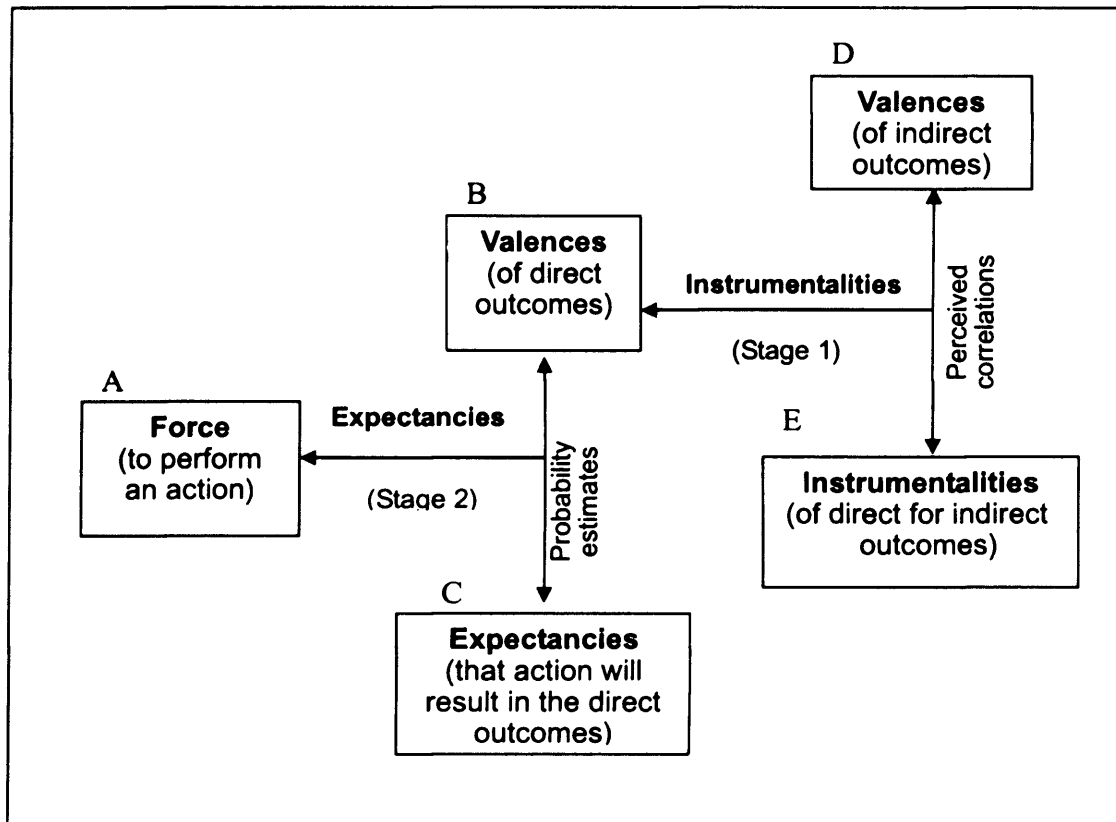 D
Valences
(of indirect
outcomes)
B
Valences
(of direct
outcomes)
Instrumentalities
(Stage 1)
Perceived
correlations
A
Force
(to perform
an action)
Expectancies
(Stage 2)
Probability
estimates
E
Instrumentalities
(of direct for indirect
outcomes)
C
Expectancies
(that action will
result in the direct
outcomes)